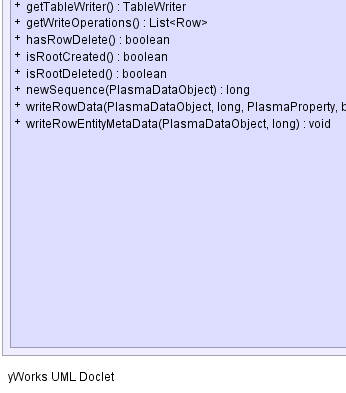 + getTableWriter() : TableWriter
+ getWriteOperations() : List<Row>
+ hasRowDelete() : boolean
+ isRootCreated() : boolean
+ isRootDeleted() : boolean
+ newSequence(PlasmaDataObject) : long
+ writeRowData(PlasmaDataObject, long, PlasmaProperty, b
+ writeRowEntityMetaData(PlasmaDataObject, long) : void
yWorks UML Doclet